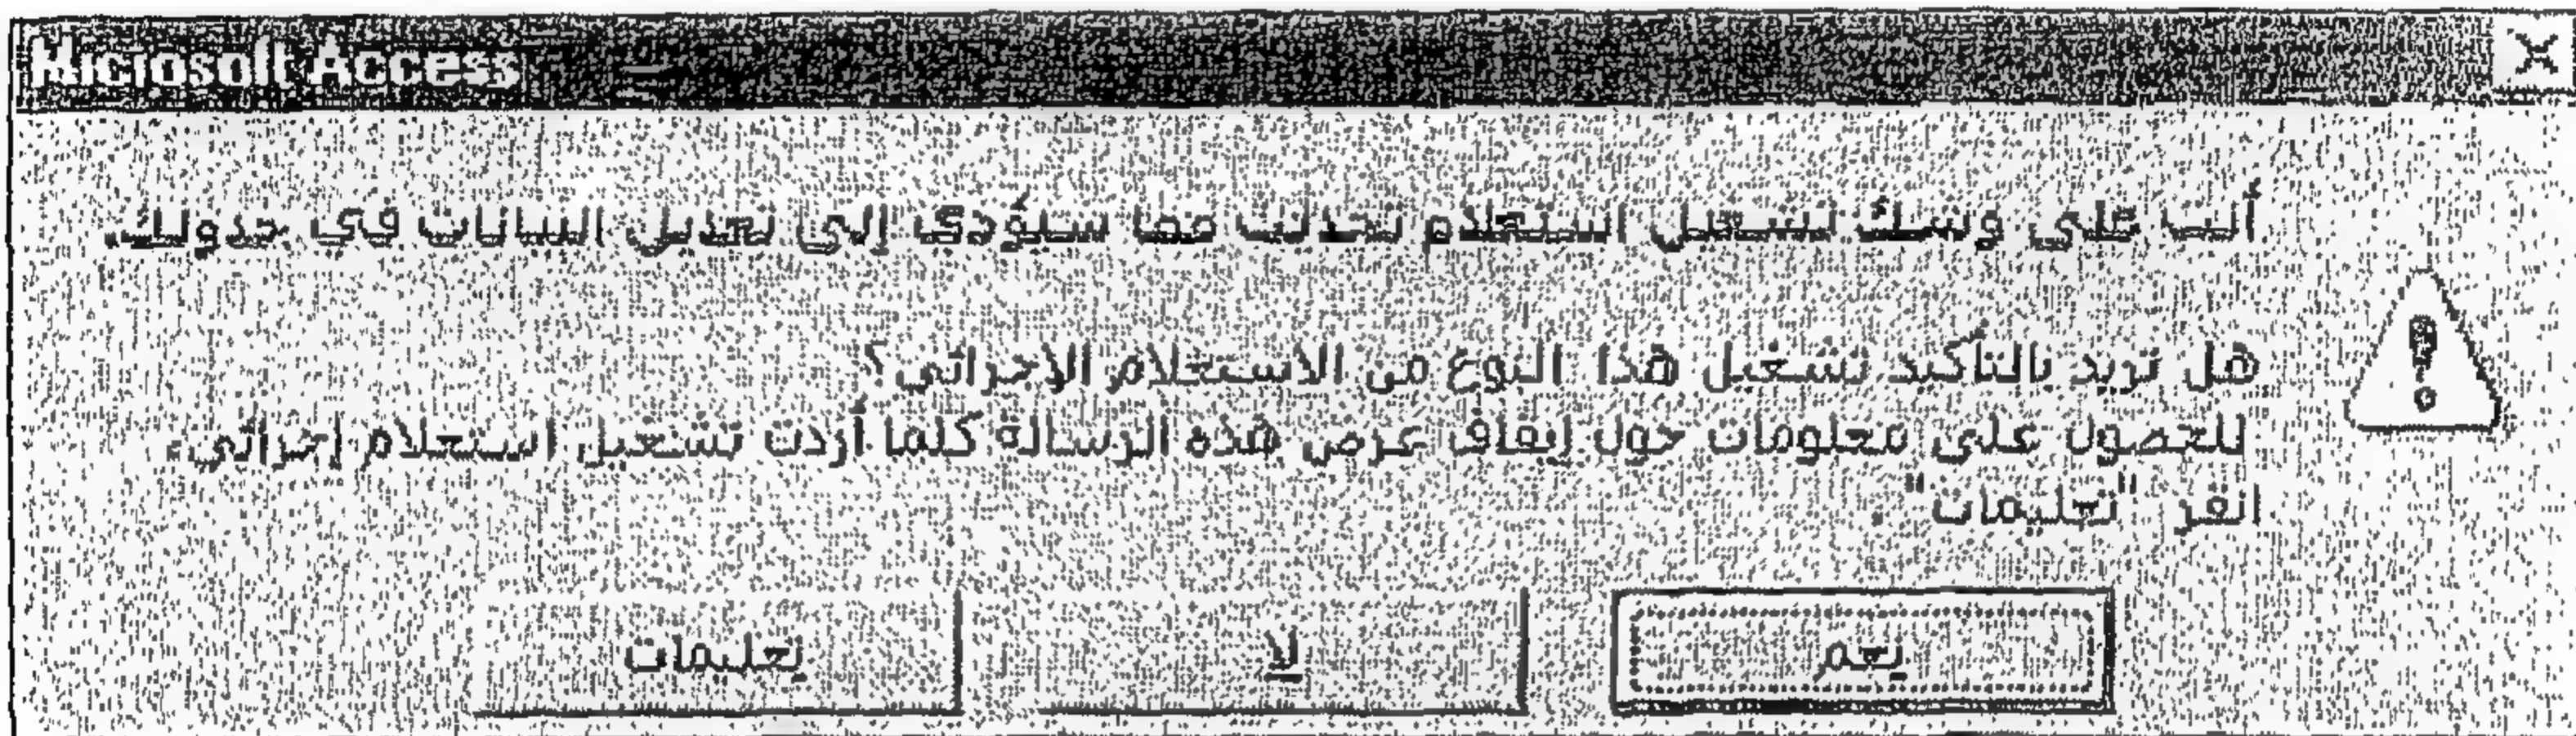 Microsoft Access
أنت على وشك تشغيل استعلام تحديث مما سيؤدي إلى تعديل البيانات في جدولك.
هل تريد بالتأكيد تشغيل هذا النوع من الاستعلام الإجرائي؟
للحصول على معلومات حول إيقاف عرض هذه الرسالة كلما أردت تشغيل استعلام إجرائي،
انقر "تعليمات".
نعم
لا
تعليمات